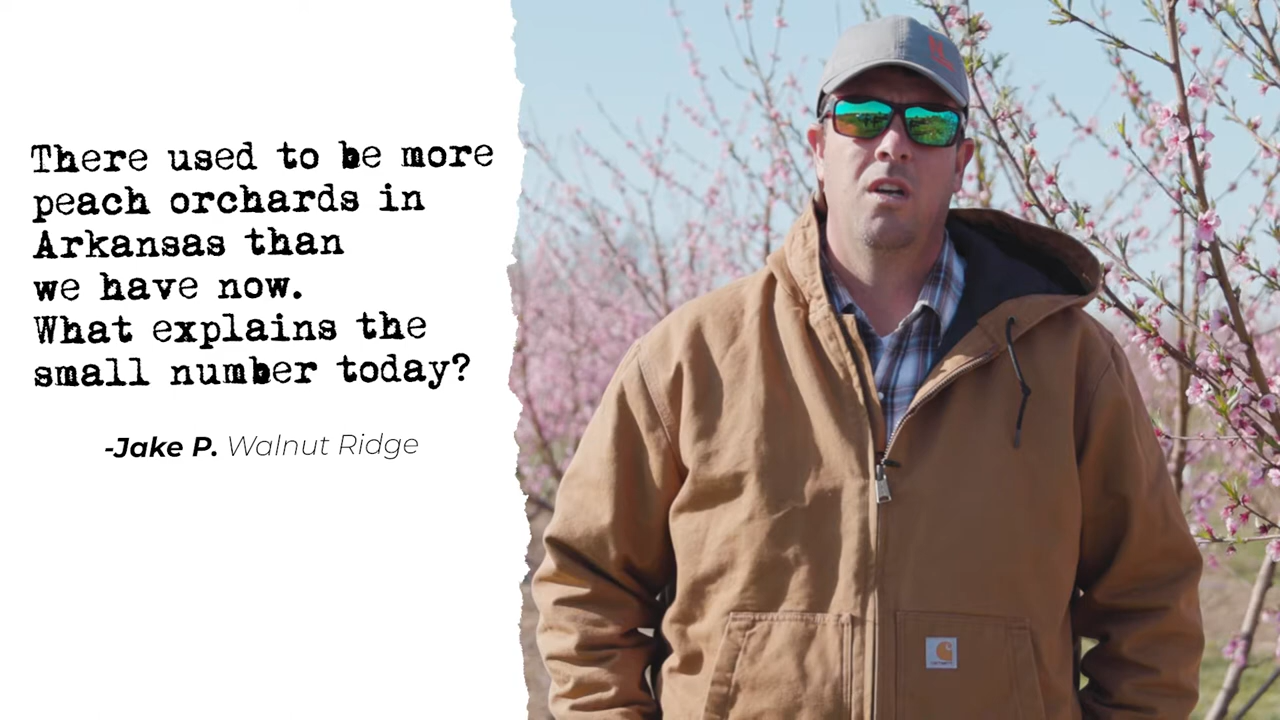 There used to be more
peach orchards in
Arkansas than
we have now.
What explains the
small number today?
-Jake P. Walnut Ridge